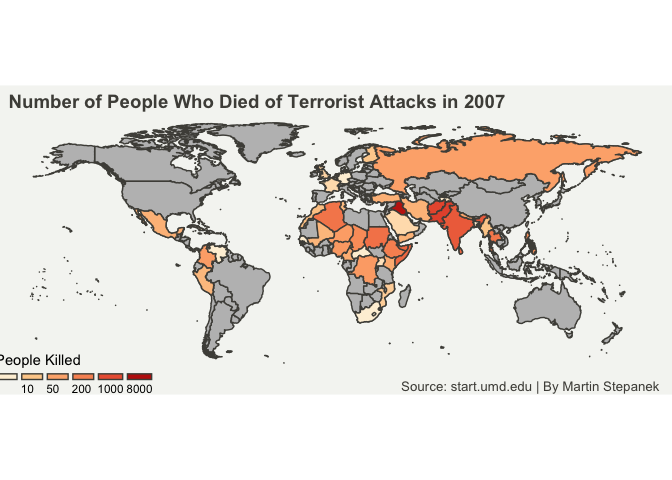 Number of People Who Died of Terrorist Attacks in 2007
People Killed
10 50 200 1000 8000
Source: start.umd.edu | By Martin Stepanek